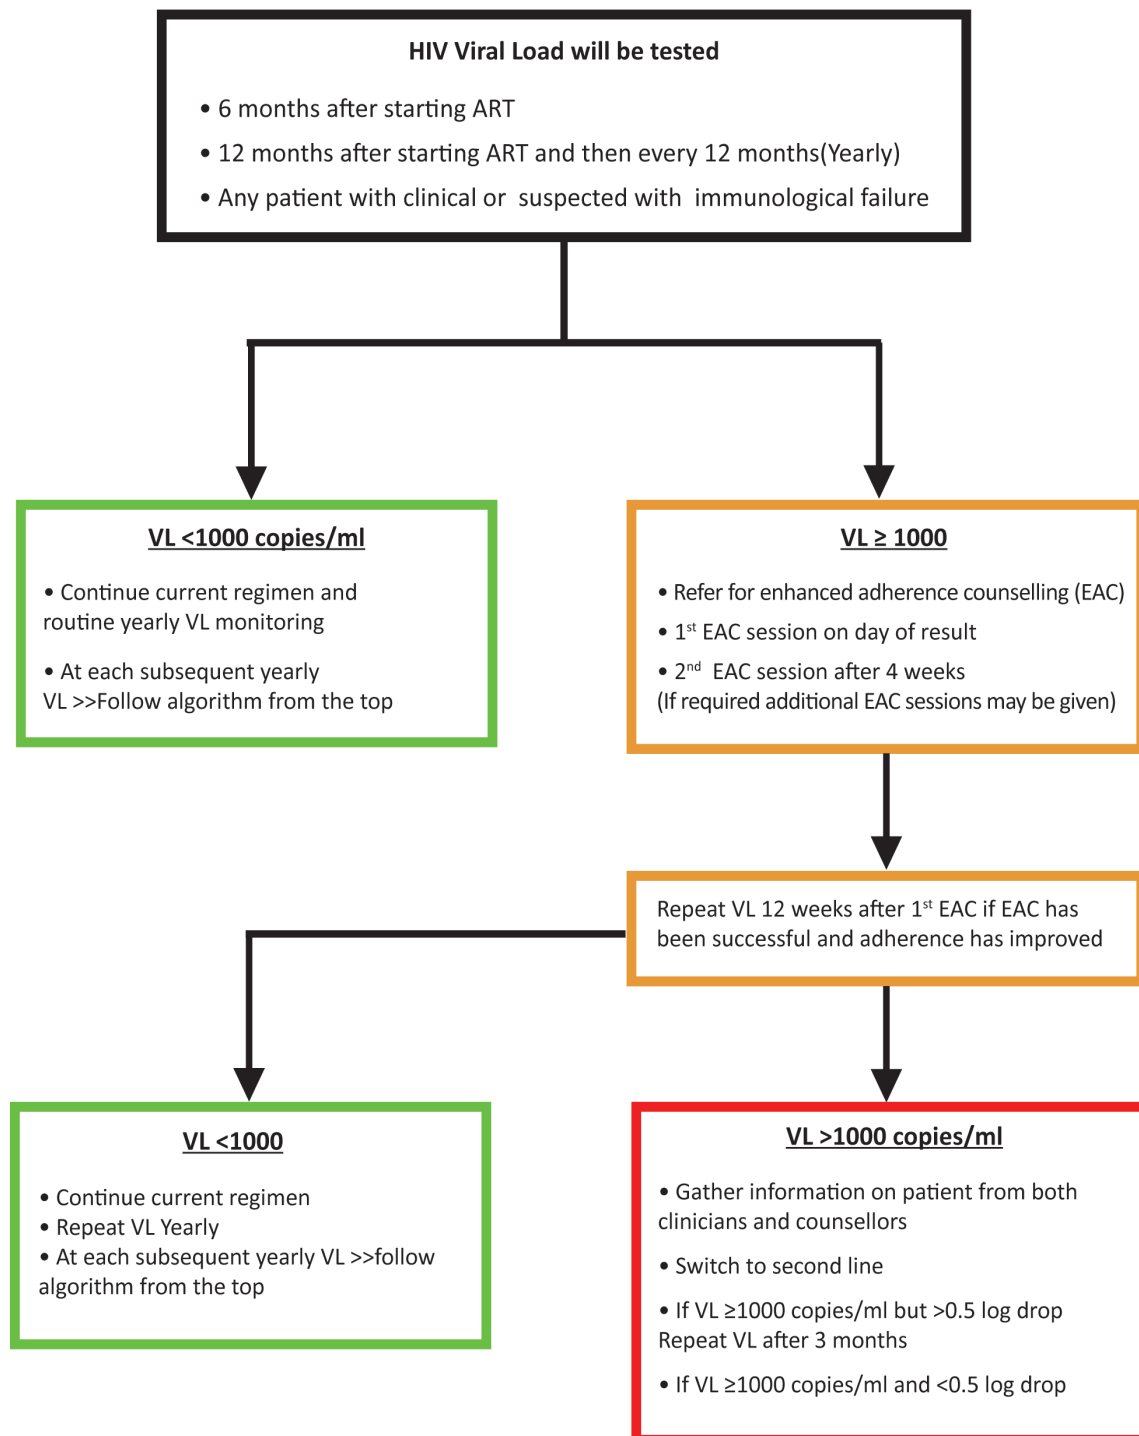 HIV Viral Load will be tested
• 6 months after starting ART
• 12 months after starting ART and then every 12 months(Yearly)
• Any patient with clinical or  suspected with  immunological failure
VL <1000 copies/ml
• Continue current regimen and
routine yearly VL monitoring
• At each subsequent yearly
VL >>Follow algorithm from the top
VL ≥ 1000
• Refer for enhanced adherence counselling (EAC)
• 1st EAC session on day of result
• 2nd  EAC session after 4 weeks
(If required additional EAC sessions may be given)
Repeat VL 12 weeks after 1st EAC if EAC has
been successful and adherence has improved
VL <1000
• Continue current regimen
• Repeat VL Yearly
• At each subsequent yearly VL >>follow
algorithm from the top
VL >1000 copies/ml
• Gather information on patient from both
clinicians and counsellors
• Switch to second line
• If VL ≥1000 copies/ml but >0.5 log drop
Repeat VL after 3 months
• If VL ≥1000 copies/ml and <0.5 log drop